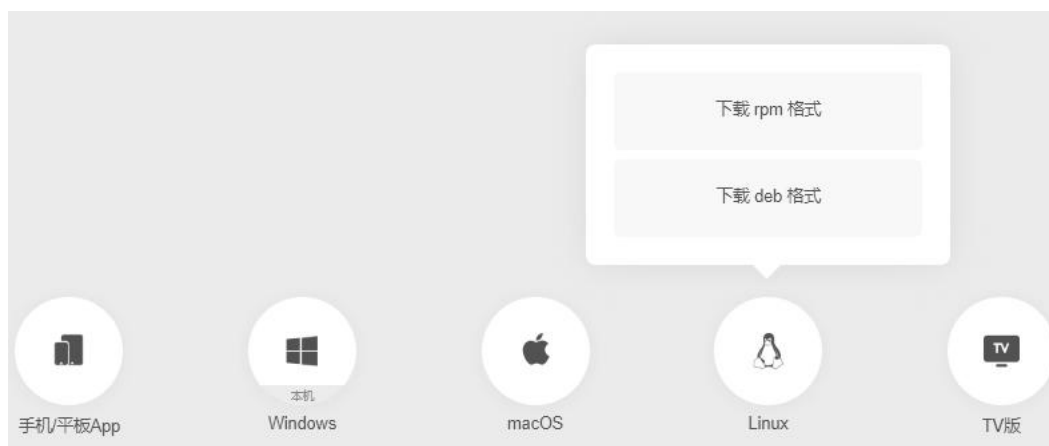 下载 rpm 格式
下载 deb 格式
TV
本机
手机/平板App
Windows
macOS
Linux
TV版